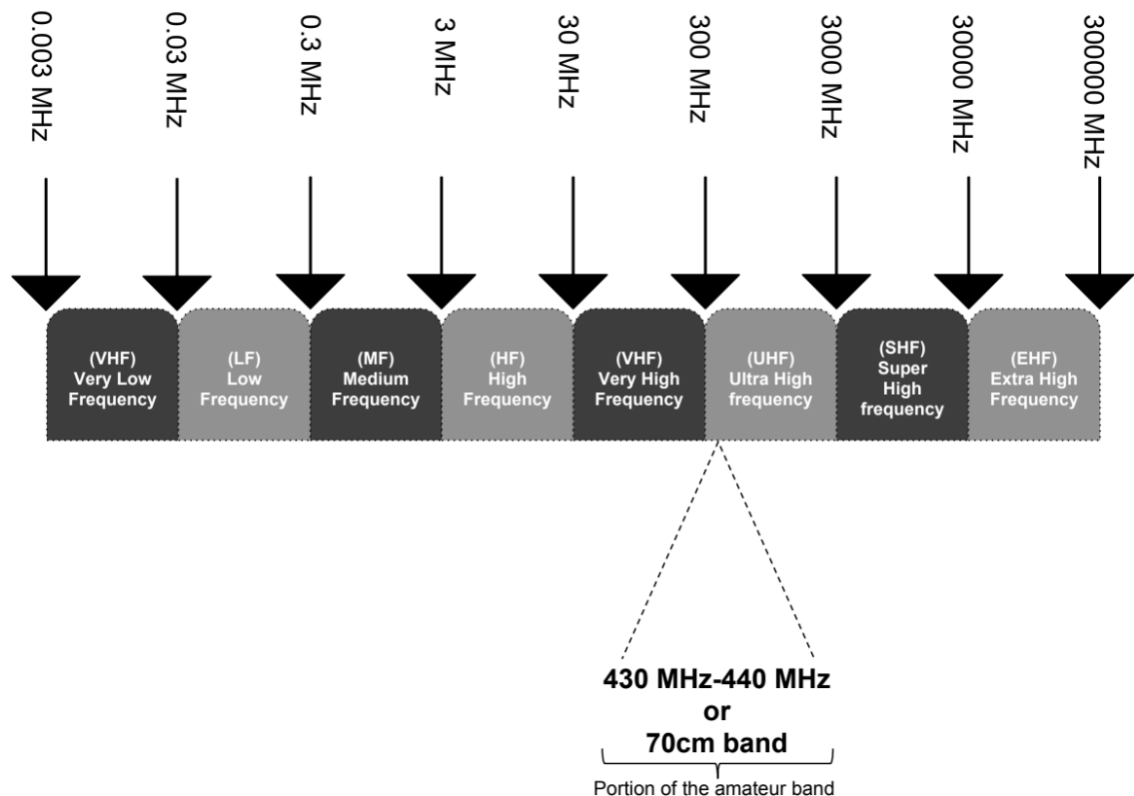 0.003 MHz
0.03 MHz
0.3 MHz
3 MHz
30 MHz
300 MHz
3000 MHz
30000 MHz
300000 MHz
(VHF)
Very Low
Frequency
(LF)
Low
Frequency
(MF)
Medium
Frequency
(HF)
High
Frequency
(VHF)
Very High
Frequency
(UHF)
Ultra High
frequency
(SHF)
Super
High
frequency
(EHF)
Extra High
Frequency
430 MHz-440 MHz
or
70cm band
Portion of the amateur band